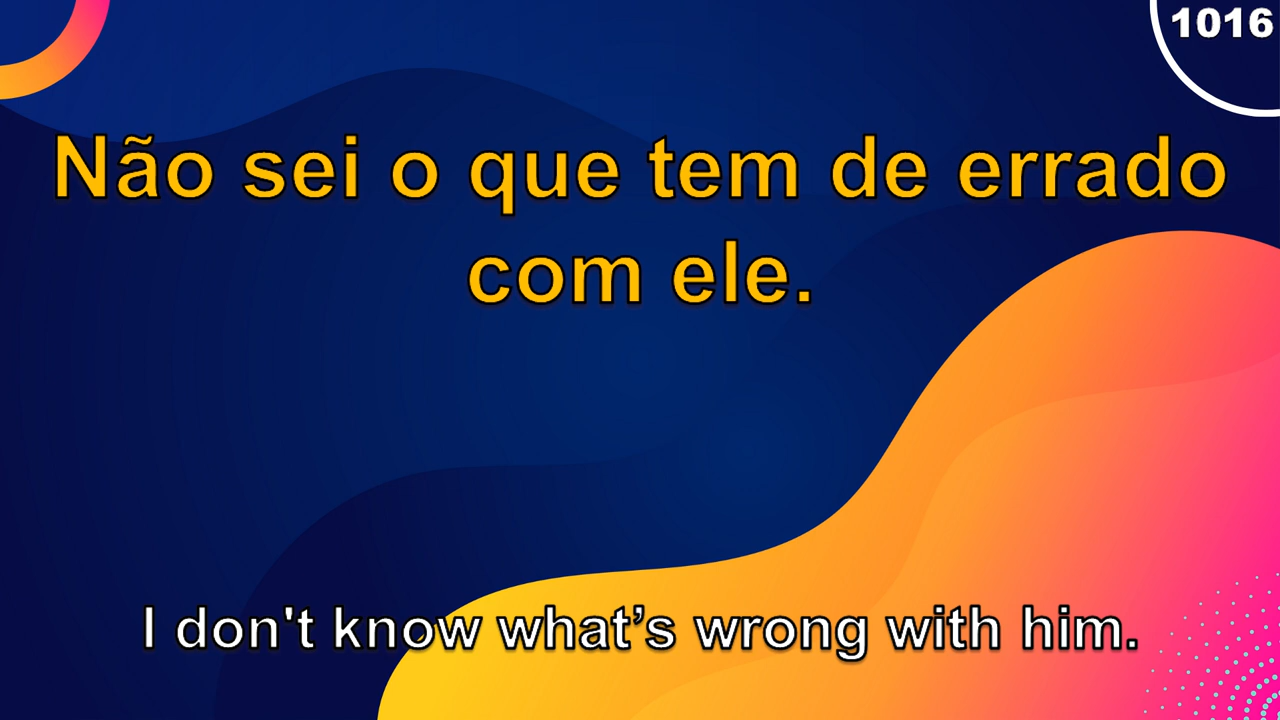 1016
Não sei o que tem de errado
com ele.
I don't know what’s wrong with him.